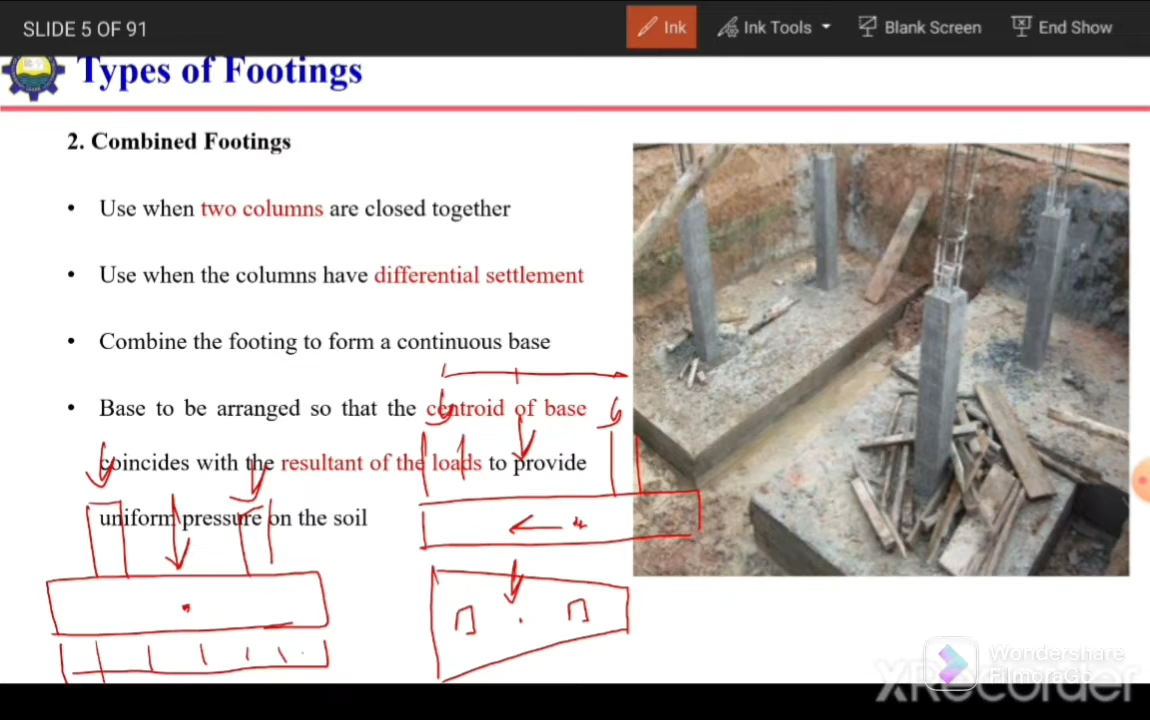 SLIDE 5 OF 91
Ink
Ink Tools
Blank Screen
End Show
Types of Footings
2. Combined Footings
• Use when two columns are closed together
• Use when the columns have differential settlement
• Combine the footing to form a continuous base
• Base to be arranged so that the centroid of base
coincides with the resultant of the loads to provide
uniform pressure on the soil
Wondershare
FilmoraGo
XRecorder